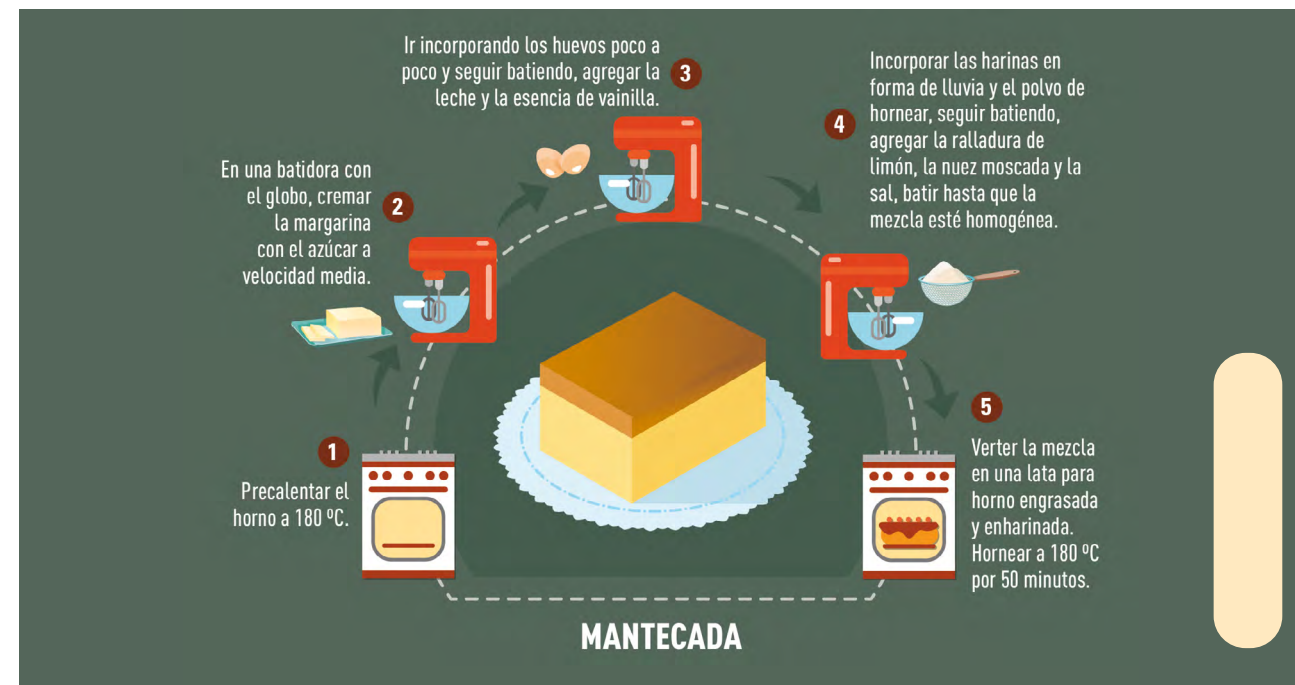 1
Precalentar el
horno a 180 ºC.
2
En una batidora con
el globo, cremar
la margarina
con el azúcar a
velocidad media.
3
Ir incorporando los huevos poco a
poco y seguir batiendo, agregar la
leche y la esencia de vainilla.
4
Incorporar las harinas en
forma de lluvia y el polvo de
hornear, seguir batiendo,
agregar la ralladura de
limón, la nuez moscada y la
sal, batir hasta que la
mezcla esté homogénea.
5
Verter la mezcla
en una lata para
horno engrasada
y enharinada.
Hornear a 180 ºC
por 50 minutos.
MANTECADA